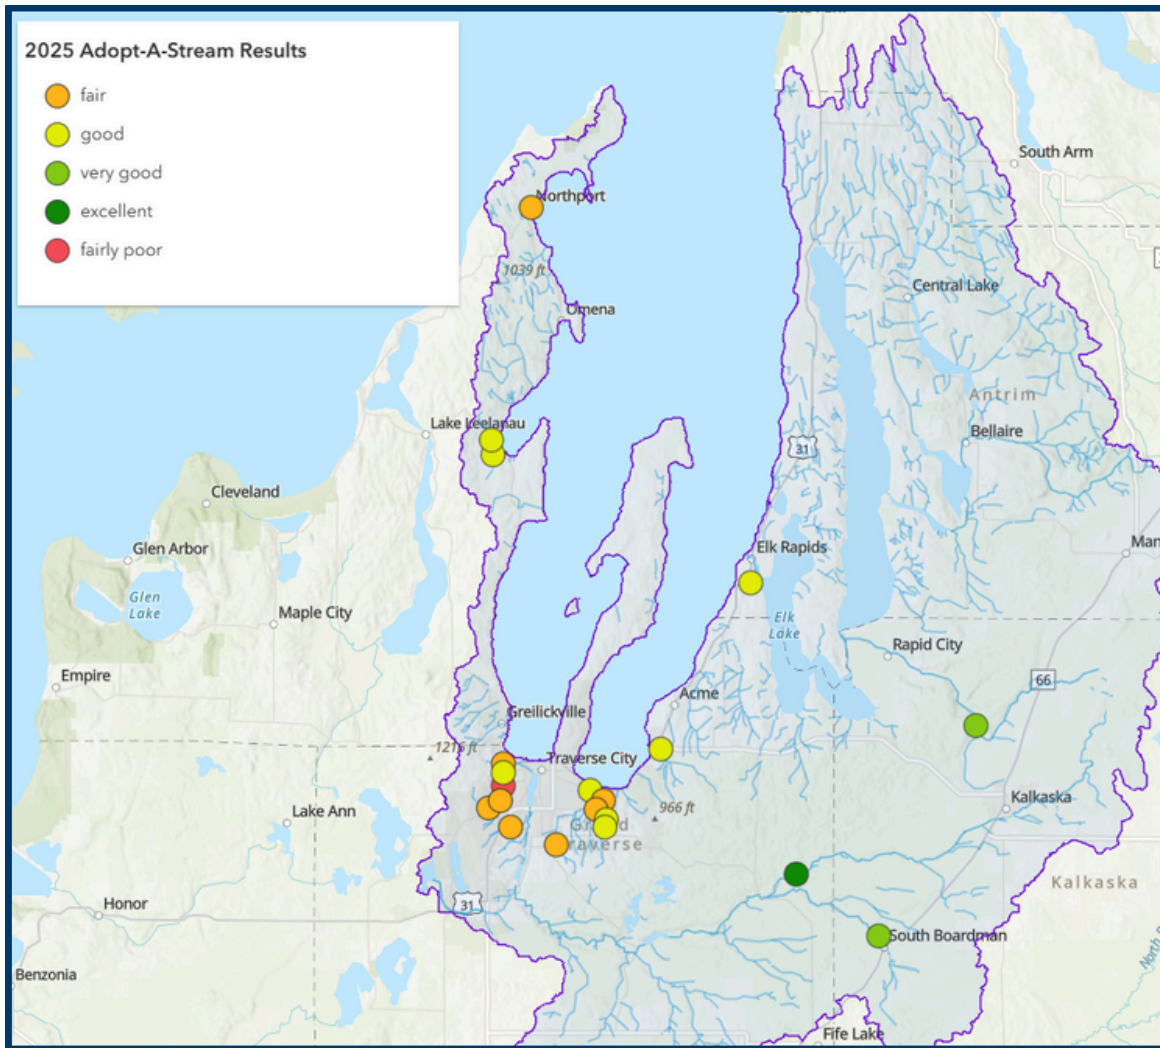 2025 Adopt-A-Stream Results
fair
good
very good
excellent
fairly poor
South Arm
Northport
1039 ft
Central Lake
Omena
Antrim
Lake Leelanau
Bellaire
31
Cleveland
Elk Rapids
Man
Glen Arbor
Glen
Lake
Maple City
Elk
Lake
Rapid City
Empire
66
Acme
Greilickville
1216 ft
Traverse City
Kalkaska
Lake Ann
966 ft
Grand
Traverse
Kalkaska
Honor
31
South Boardman
Benzonia
Fife Lake